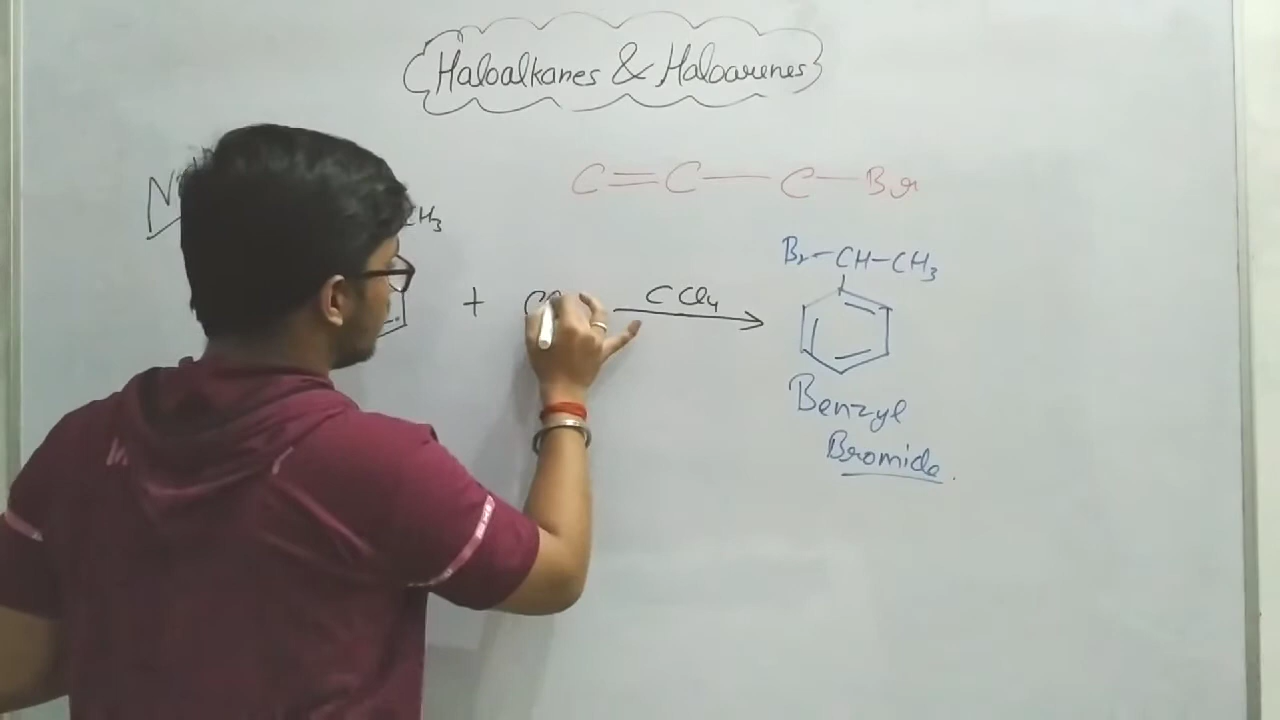 Haloalkanes & Haloarenes
C=C—C—Br
CH3
Br-CH-CH3
+
CCl4
Benzyl
Bromide.